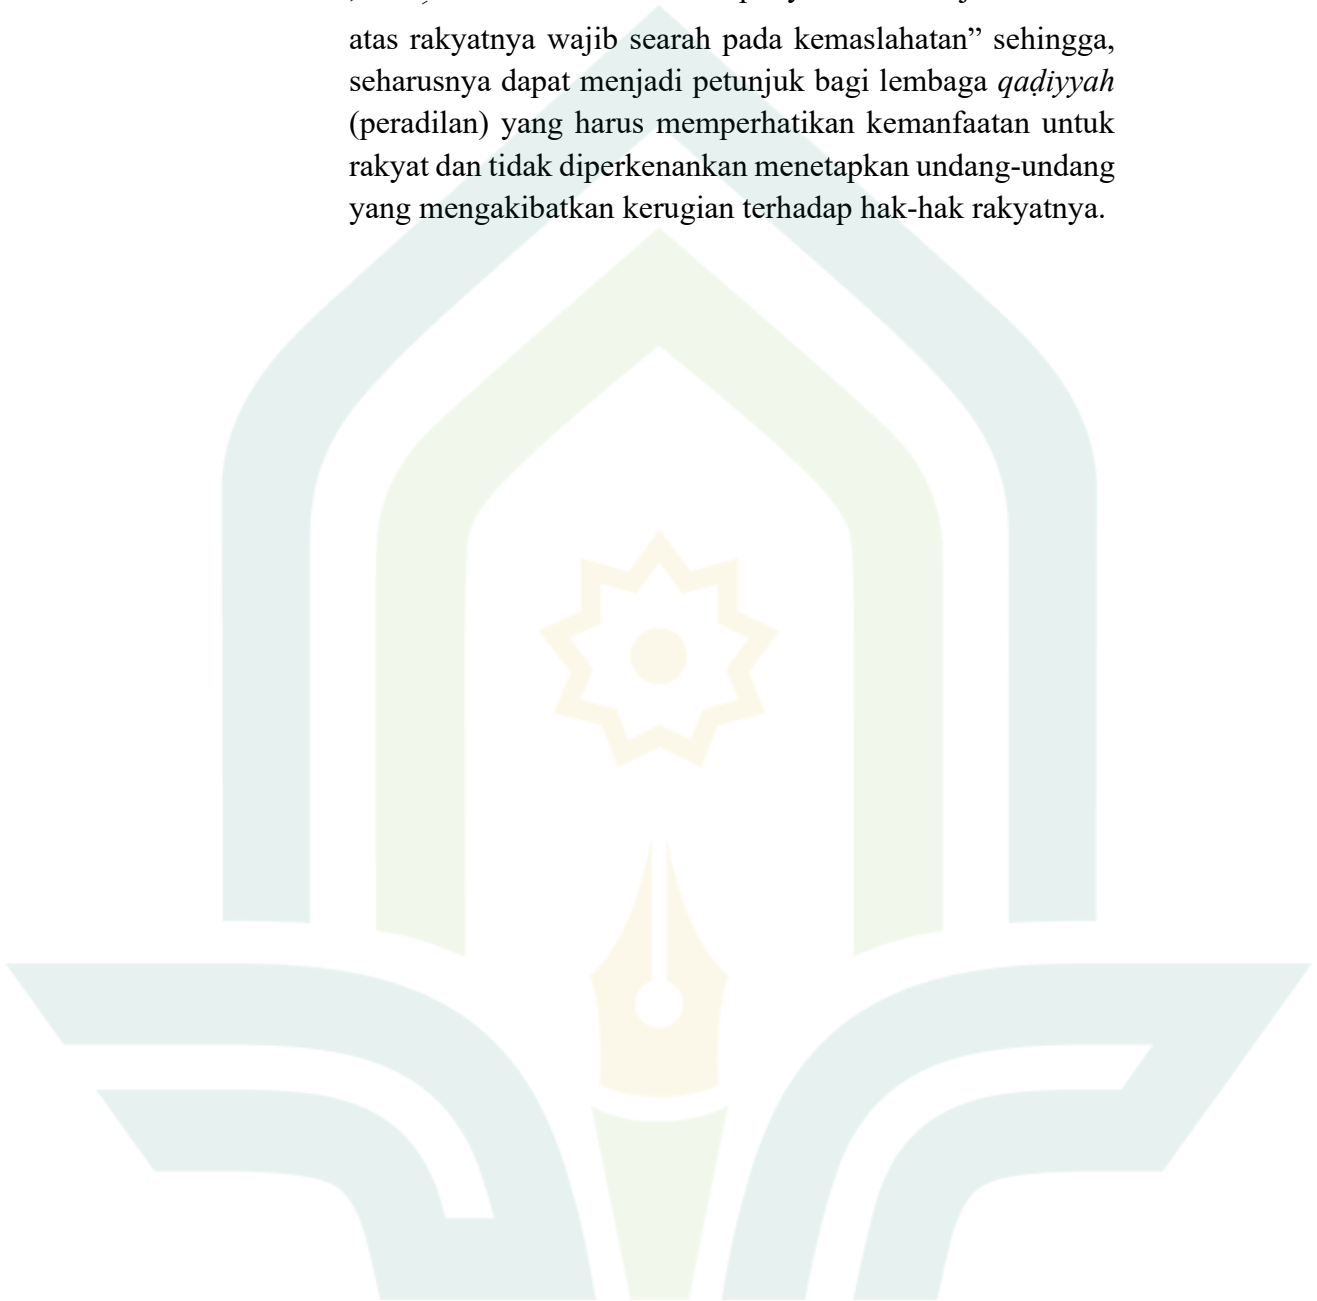 atas rakyatnya wajib searah pada kemaslahatan” sehingga,
seharusnya dapat menjadi petunjuk bagi lembaga qaḍiyyah
(peradilan) yang harus memperhatikan kemanfaatan untuk
rakyat dan tidak diperkenankan menetapkan undang-undang
yang mengakibatkan kerugian terhadap hak-hak rakyatnya.